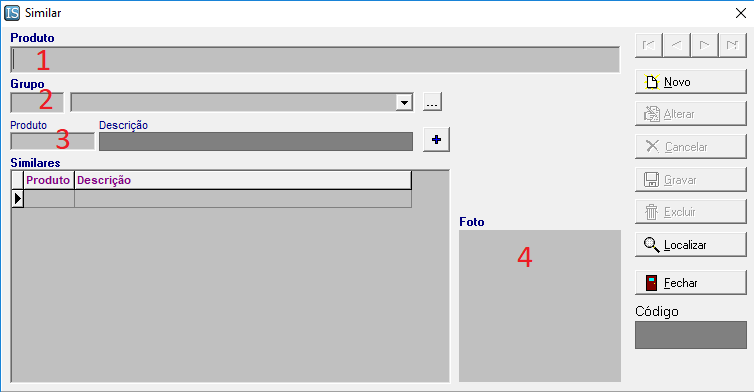 IS Similar
Produto
1
Novo
Grupo
2
...
Alterar
Produto
Descrição
3
+
Cancelar
Similares
Produto Descrição
Gravar
Excluir
Foto
4
Localizar
Fechar
Código